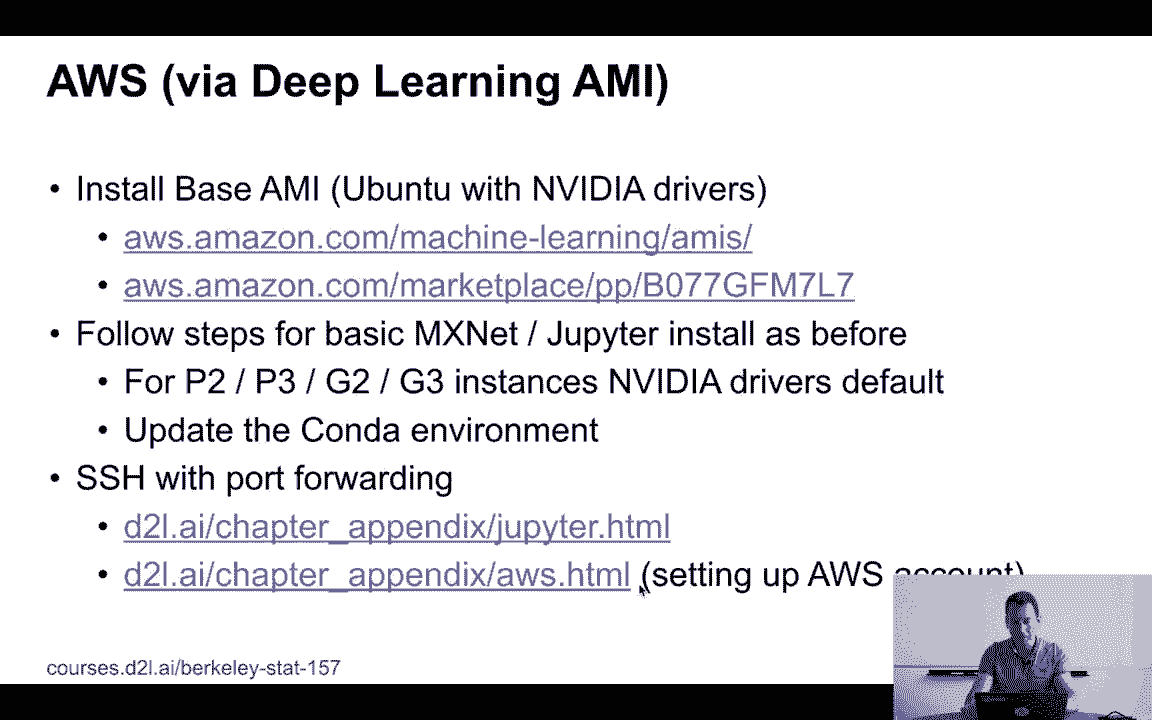 AWS (via Deep Learning AMI)
• Install Base AMI (Ubuntu with NVIDIA drivers)
• aws.amazon.com/machine-learning/amis/
• aws.amazon.com/marketplace/pp/B077GFM7L7
• Follow steps for basic MXNet / Jupyter install as before
• For P2 / P3 / G2 / G3 instances NVIDIA drivers default
• Update the Conda environment
• SSH with port forwarding
• d2l.ai/chapter_appendix/jupyter.html
• d2l.ai/chapter_appendix/aws.html (setting up AWS account)
courses.d2l.ai/berkeley-stat-157